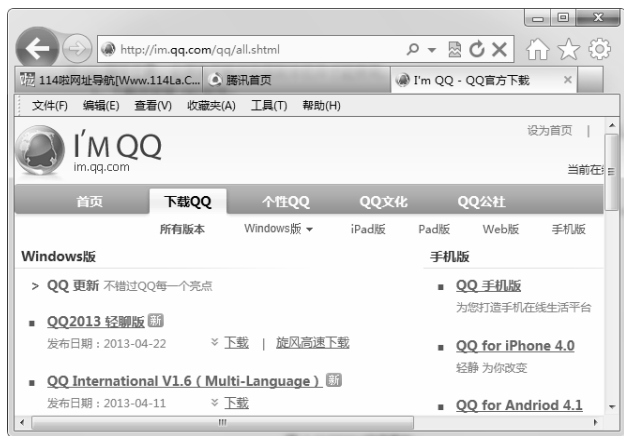 http://im.qq.com/qq/all.shtml
114啦网址导航[Www.114La.C...
腾讯首页
I'm QQ - QQ官方下载
文件(F) 编辑(E) 查看(V) 收藏夹(A) 工具(T) 帮助(H)
I'M QQ
im.qq.com
设为首页 |
当前在
首页 下载QQ 个性QQ QQ文化 QQ公社
所有版本 Windows版 iPad版 Pad版 Web版 手机版
Windows版
> QQ 更新 不错过QQ每一个亮点
QQ2013 轻聊版 新
发布日期：2013-04-22 下载 | 旋风高速下载
QQ International V1.6 ( Multi-Language ) 新
发布日期：2013-04-11 下载
手机版
QQ 手机版
为您打造手机在线生活平台
QQ for iPhone 4.0
轻静 为你改变
QQ for Andriod 4.1